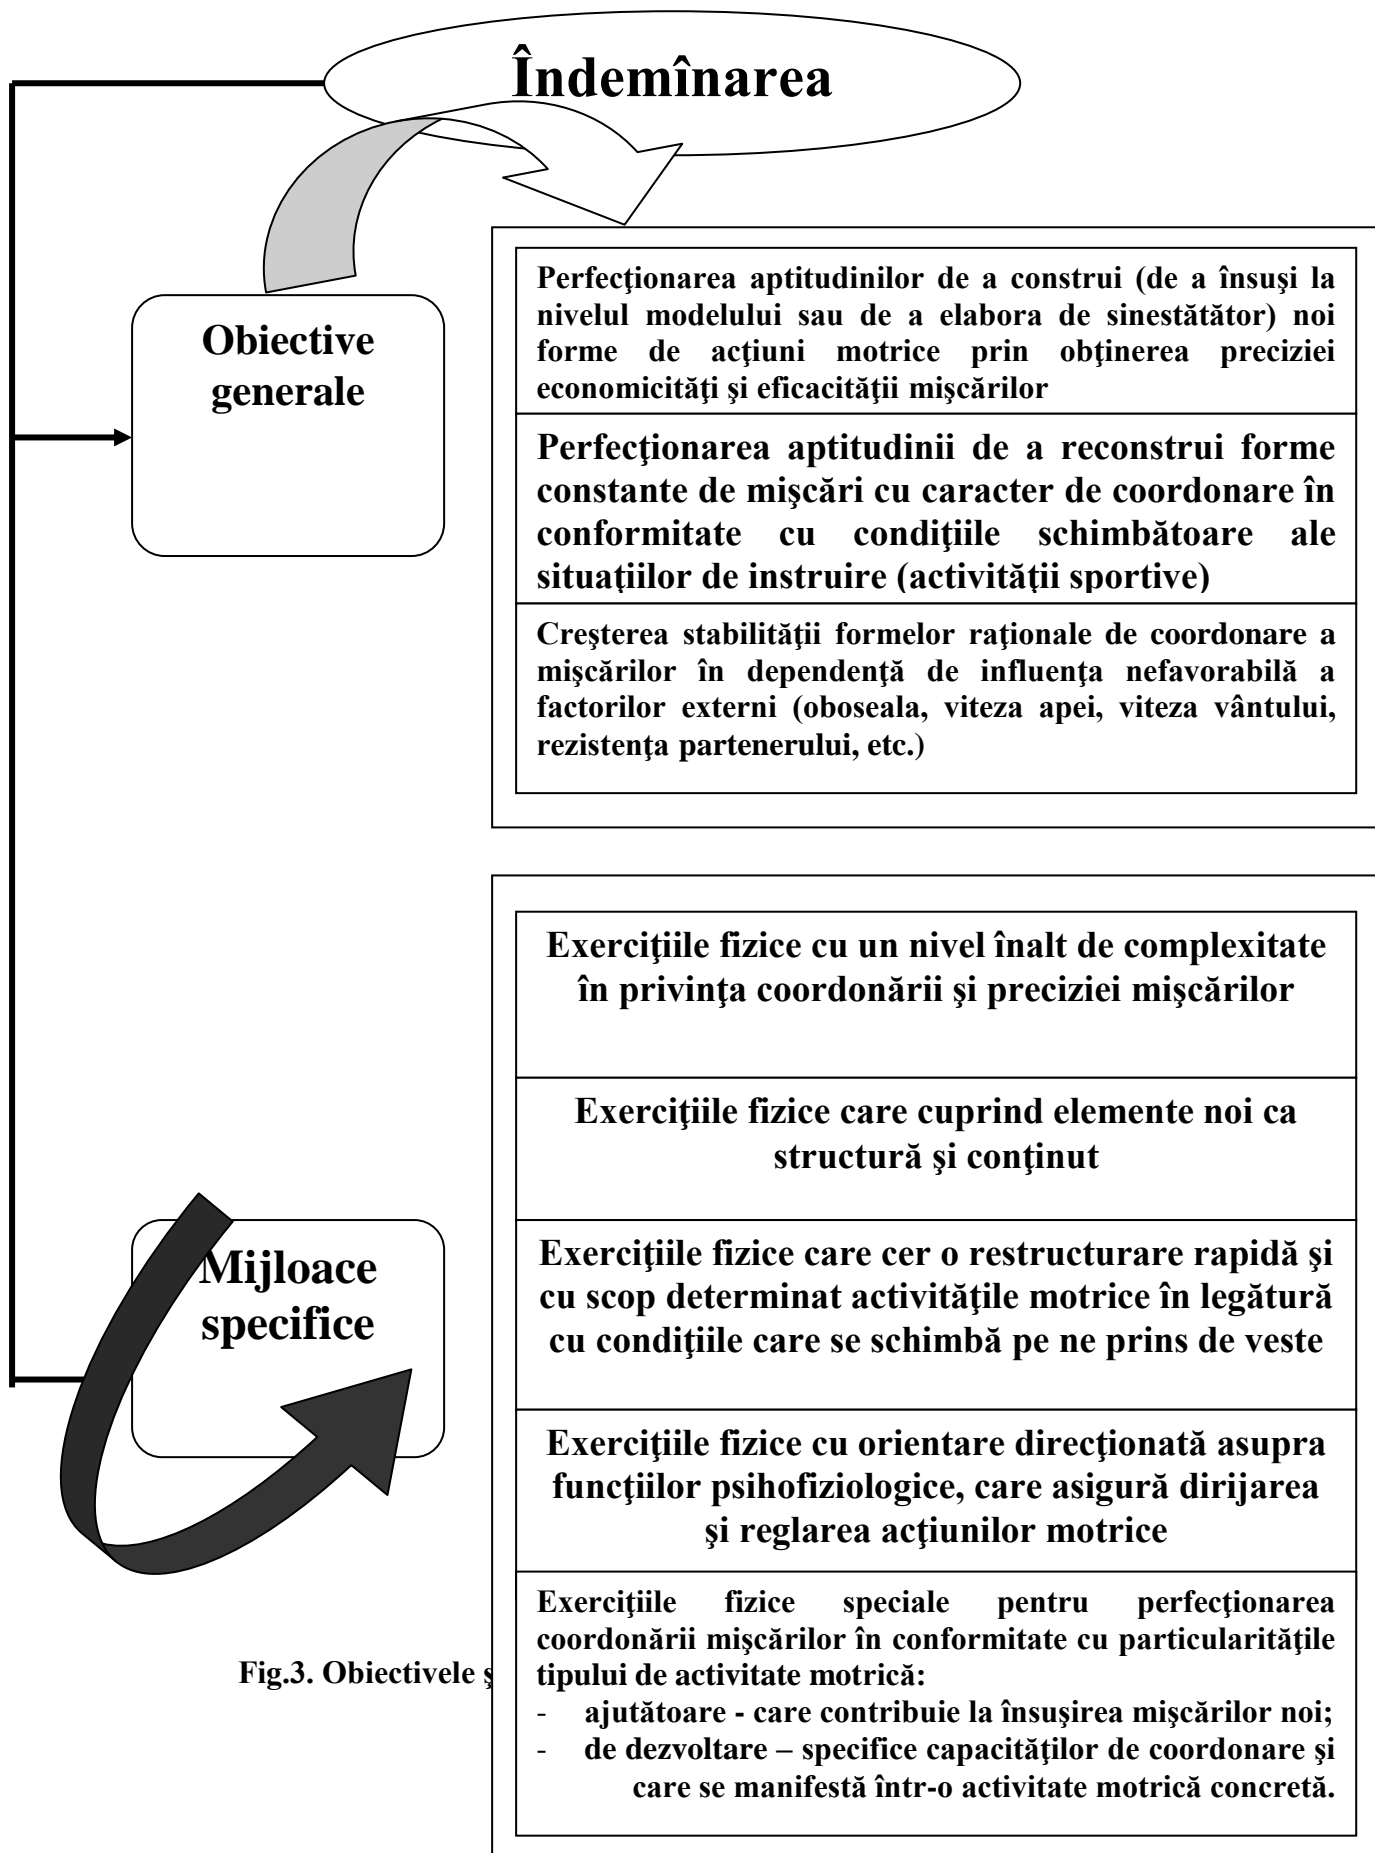 Îndemînarea
Obiective
generale
Perfecţionarea aptitudinilor de a construi (de a însuşi la
nivelul modelului sau de a elabora de sinestătător) noi
forme de acţiuni motrice prin obţinerea preciziei
economicităţi şi eficacităţii mişcărilor
Perfecţionarea aptitudinii de a reconstrui forme
constante de mişcări cu caracter de coordonare în
conformitate cu condiţiile schimbătoare ale
situaţiilor de instruire (activităţii sportive)
Creşterea stabilităţii formelor raţionale de coordonare a
mişcărilor în dependenţă de influenţa nefavorabilă a
factorilor externi (oboseala, viteza apei, viteza vântului,
rezistenţa partenerului, etc.)
Mijloace
specifice
Exerciţiile fizice cu un nivel înalt de complexitate
în privinţa coordonării şi preciziei mişcărilor
Exerciţiile fizice care cuprind elemente noi ca
structură şi conţinut
Exerciţiile fizice care cer o restructurare rapidă şi
cu scop determinat activităţile motrice în legătură
cu condiţiile care se schimbă pe ne prins de veste
Exerciţiile fizice cu orientare direcţionată asupra
funcţiilor psihofiziologice, care asigură dirijarea
şi reglarea acţiunilor motrice
Exerciţiile fizice speciale pentru perfecţionarea
coordonării mişcărilor în conformitate cu particularităţile
tipului de activitate motrică:
- ajutătoare - care contribuie la însuşirea mişcărilor noi;
- de dezvoltare – specifice capacităţilor de coordonare şi
care se manifestă într-o activitate motrică concretă.
Fig.3. Obiectivele